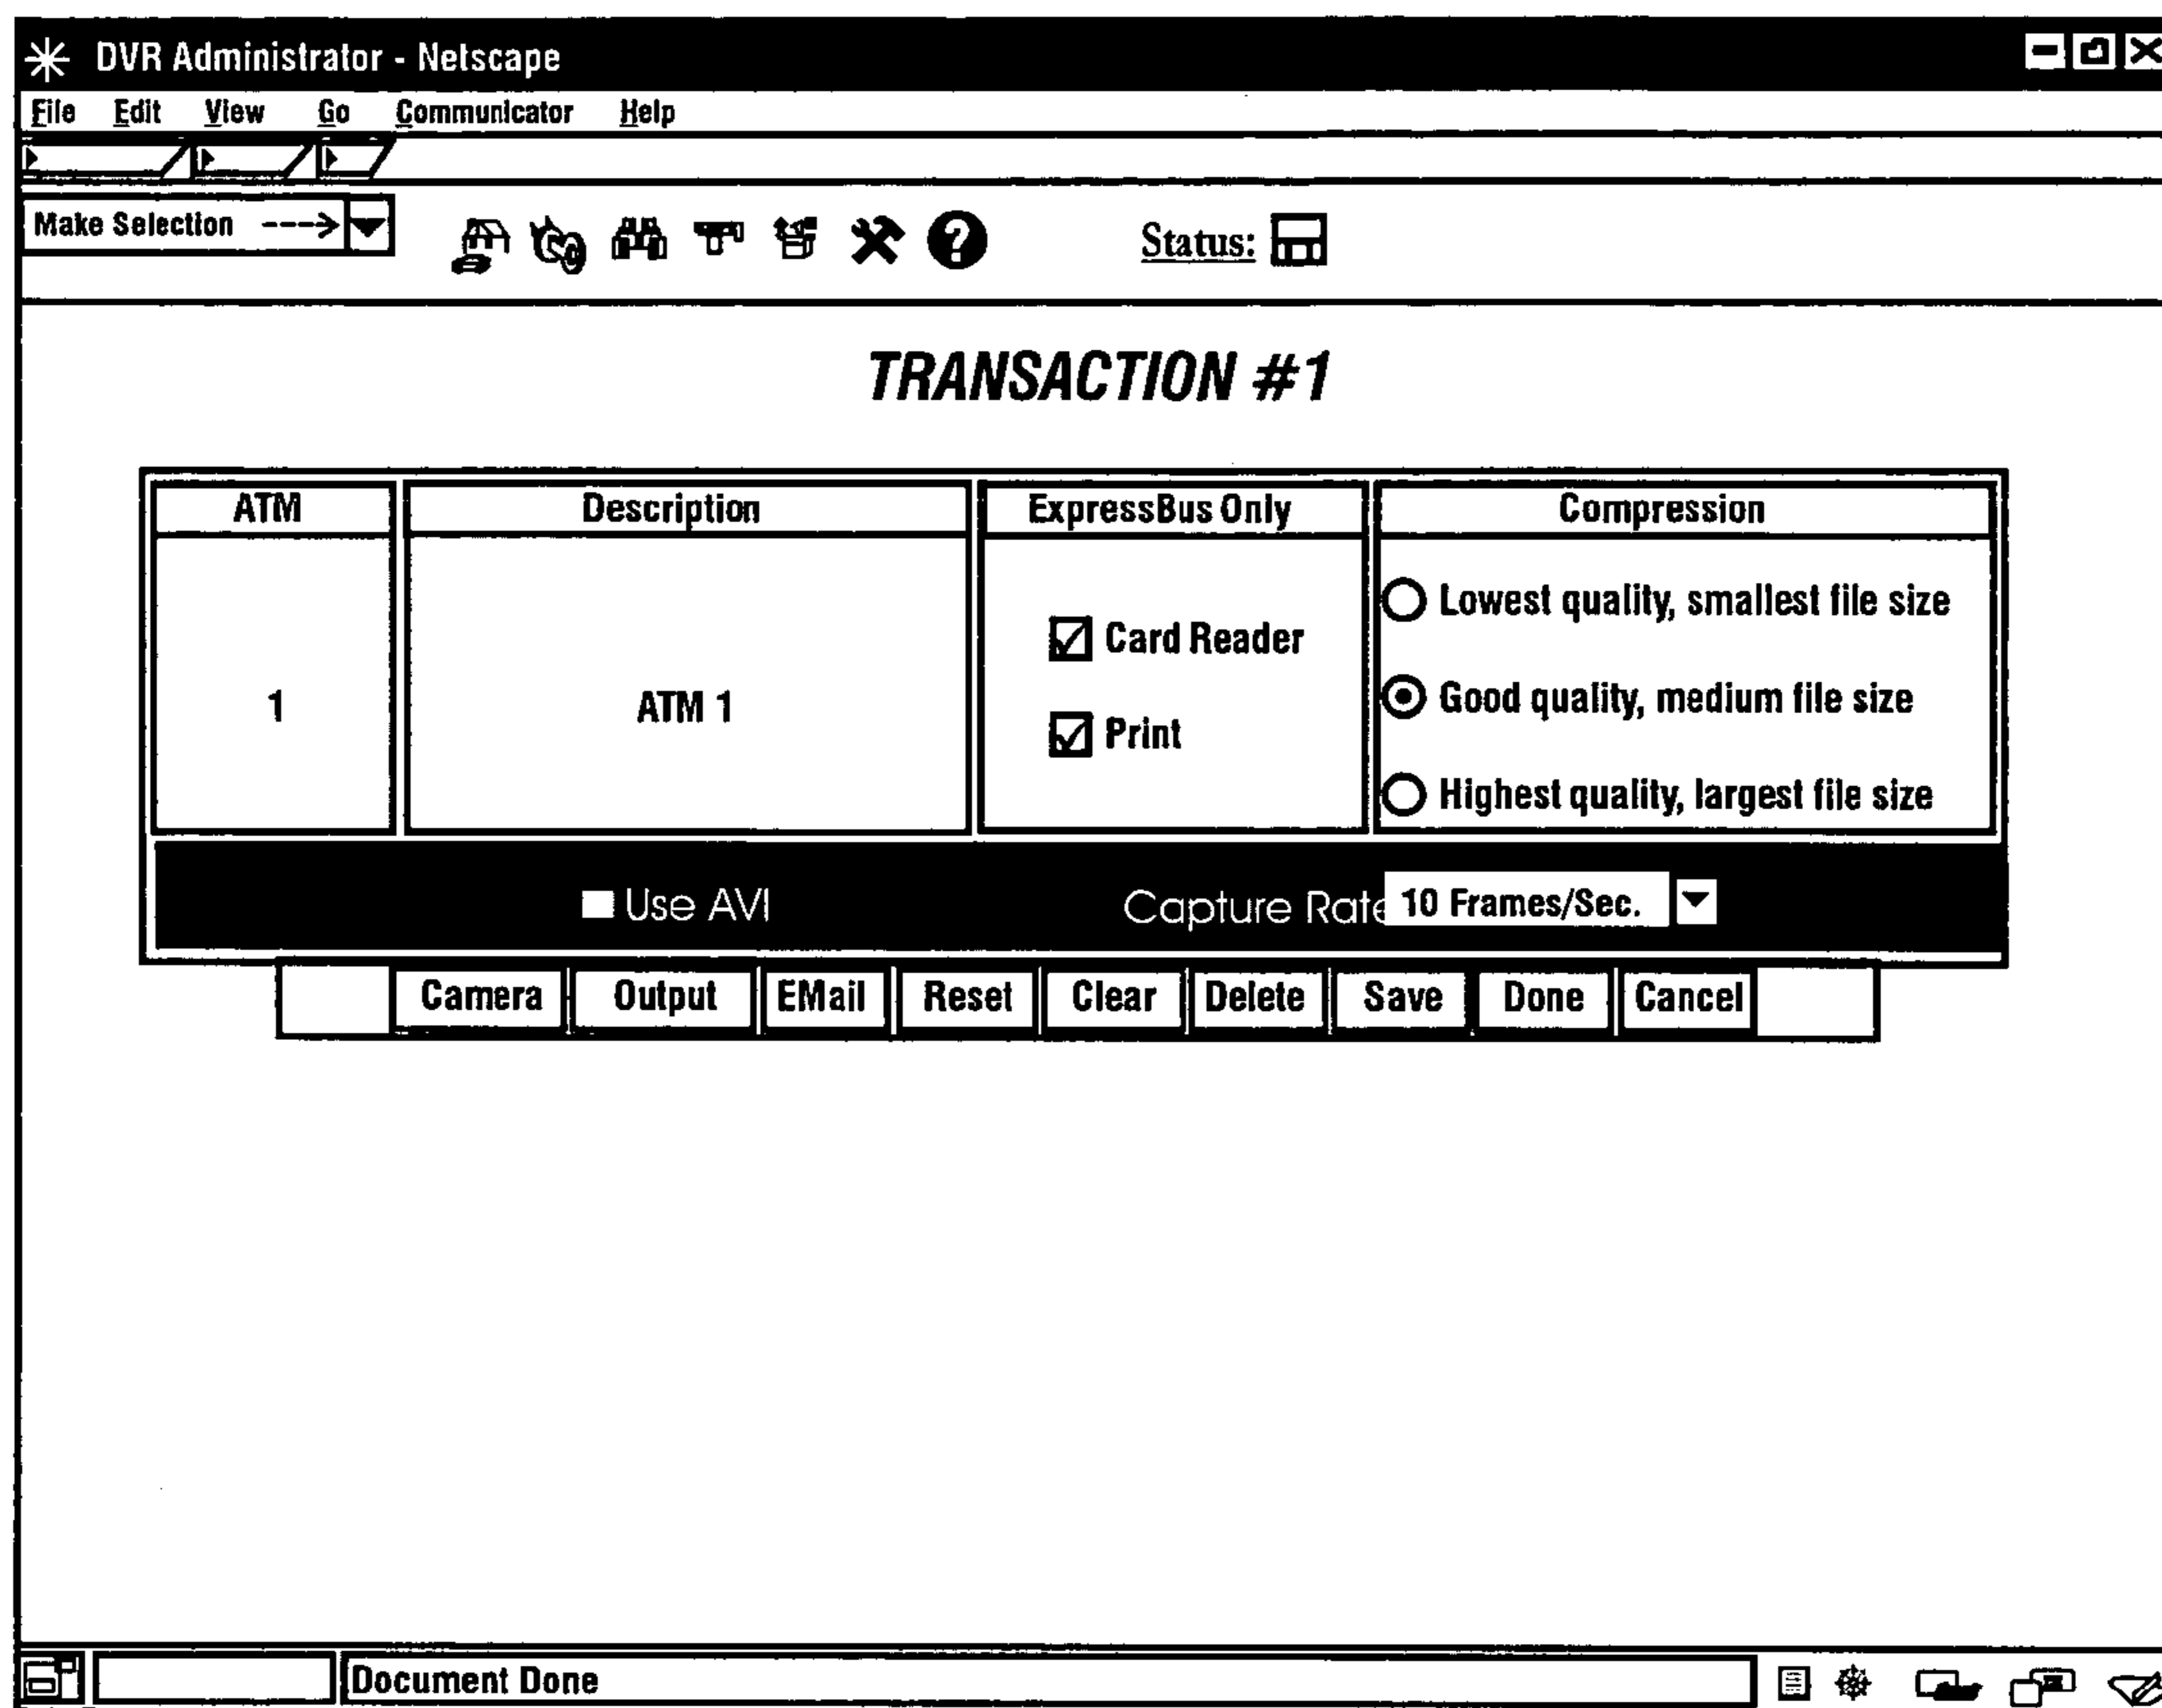 DVR Administrator - Netscape
File Edit View Go Communicator Help
Make Selection ---->
Status:
TRANSACTION #1
ATM Description ExpressBus Only Compression
Lowest quality, smallest file size
Card Reader
1 ATM 1 Good quality, medium file size
Print
Highest quality, largest file size
Use AVI Capture Rate 10 Frames/Sec.
Camera Output EMail Reset Clear Delete Save Done Cancel
Document Done